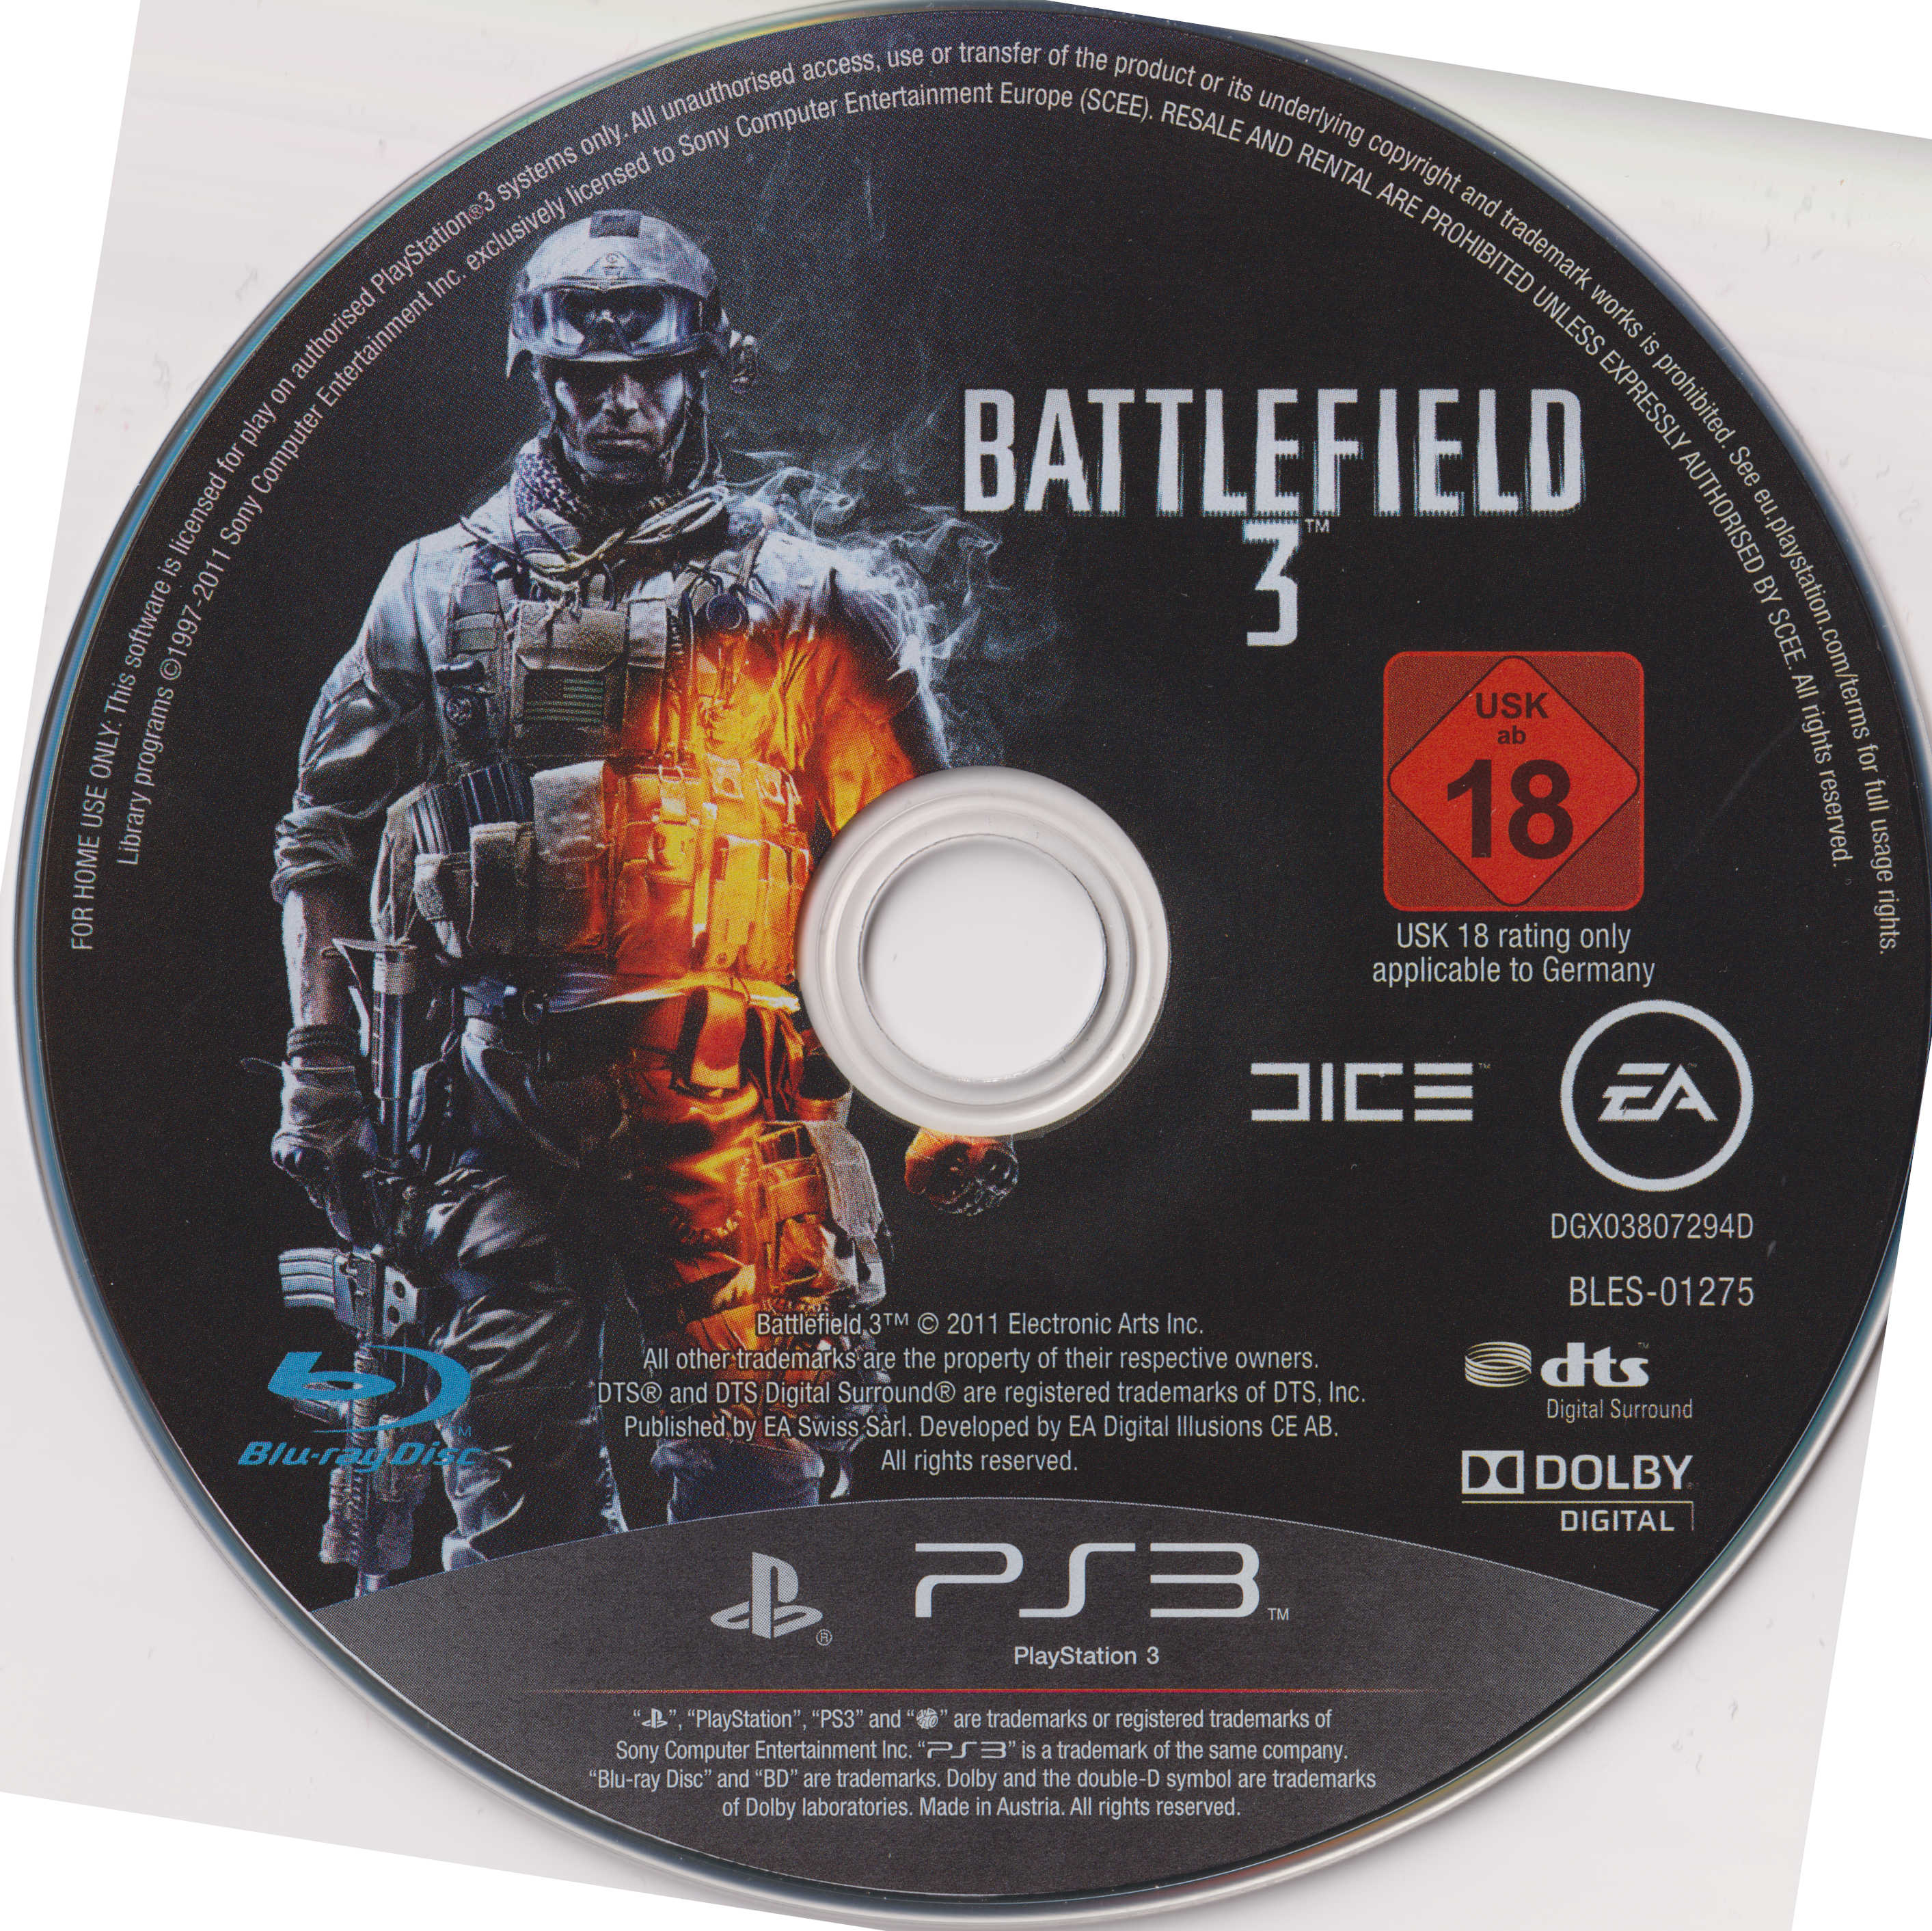 FOR HOME USE ONLY: This software is licensed for play on authorised PlayStation®3 systems only. All unauthorised access, use or transfer of the product or its underlying copyright and trademark works is prohibited. See eu.playstation.com/terms for full usage rights.
Library programs ©1997-2011 Sony Computer Entertainment Inc. exclusively licensed to Sony Computer Entertainment Europe (SCEE). RESALE AND RENTAL ARE PROHIBITED UNLESS EXPRESSLY AUTHORISED BY SCEE. All rights reserved.
BATTLEFIELD
3™
USK
ab
18
USK 18 rating only
applicable to Germany
DICE™
EA™
DGX03807294D
BLES-01275
Battlefield 3™ © 2011 Electronic Arts Inc.
All other trademarks are the property of their respective owners.
DTS® and DTS Digital Surround® are registered trademarks of DTS, Inc.
Published by EA Swiss Sàrl. Developed by EA Digital Illusions CE AB.
All rights reserved.
Blu-ray Disc™
dts™
Digital Surround
DOLBY®
DIGITAL
® PS3™
PlayStation 3
“ ”, “PlayStation”, “PS3” and “ ” are trademarks or registered trademarks of
Sony Computer Entertainment Inc. “PS3” is a trademark of the same company.
“Blu-ray Disc” and “BD” are trademarks. Dolby and the double-D symbol are trademarks
of Dolby laboratories. Made in Austria. All rights reserved.